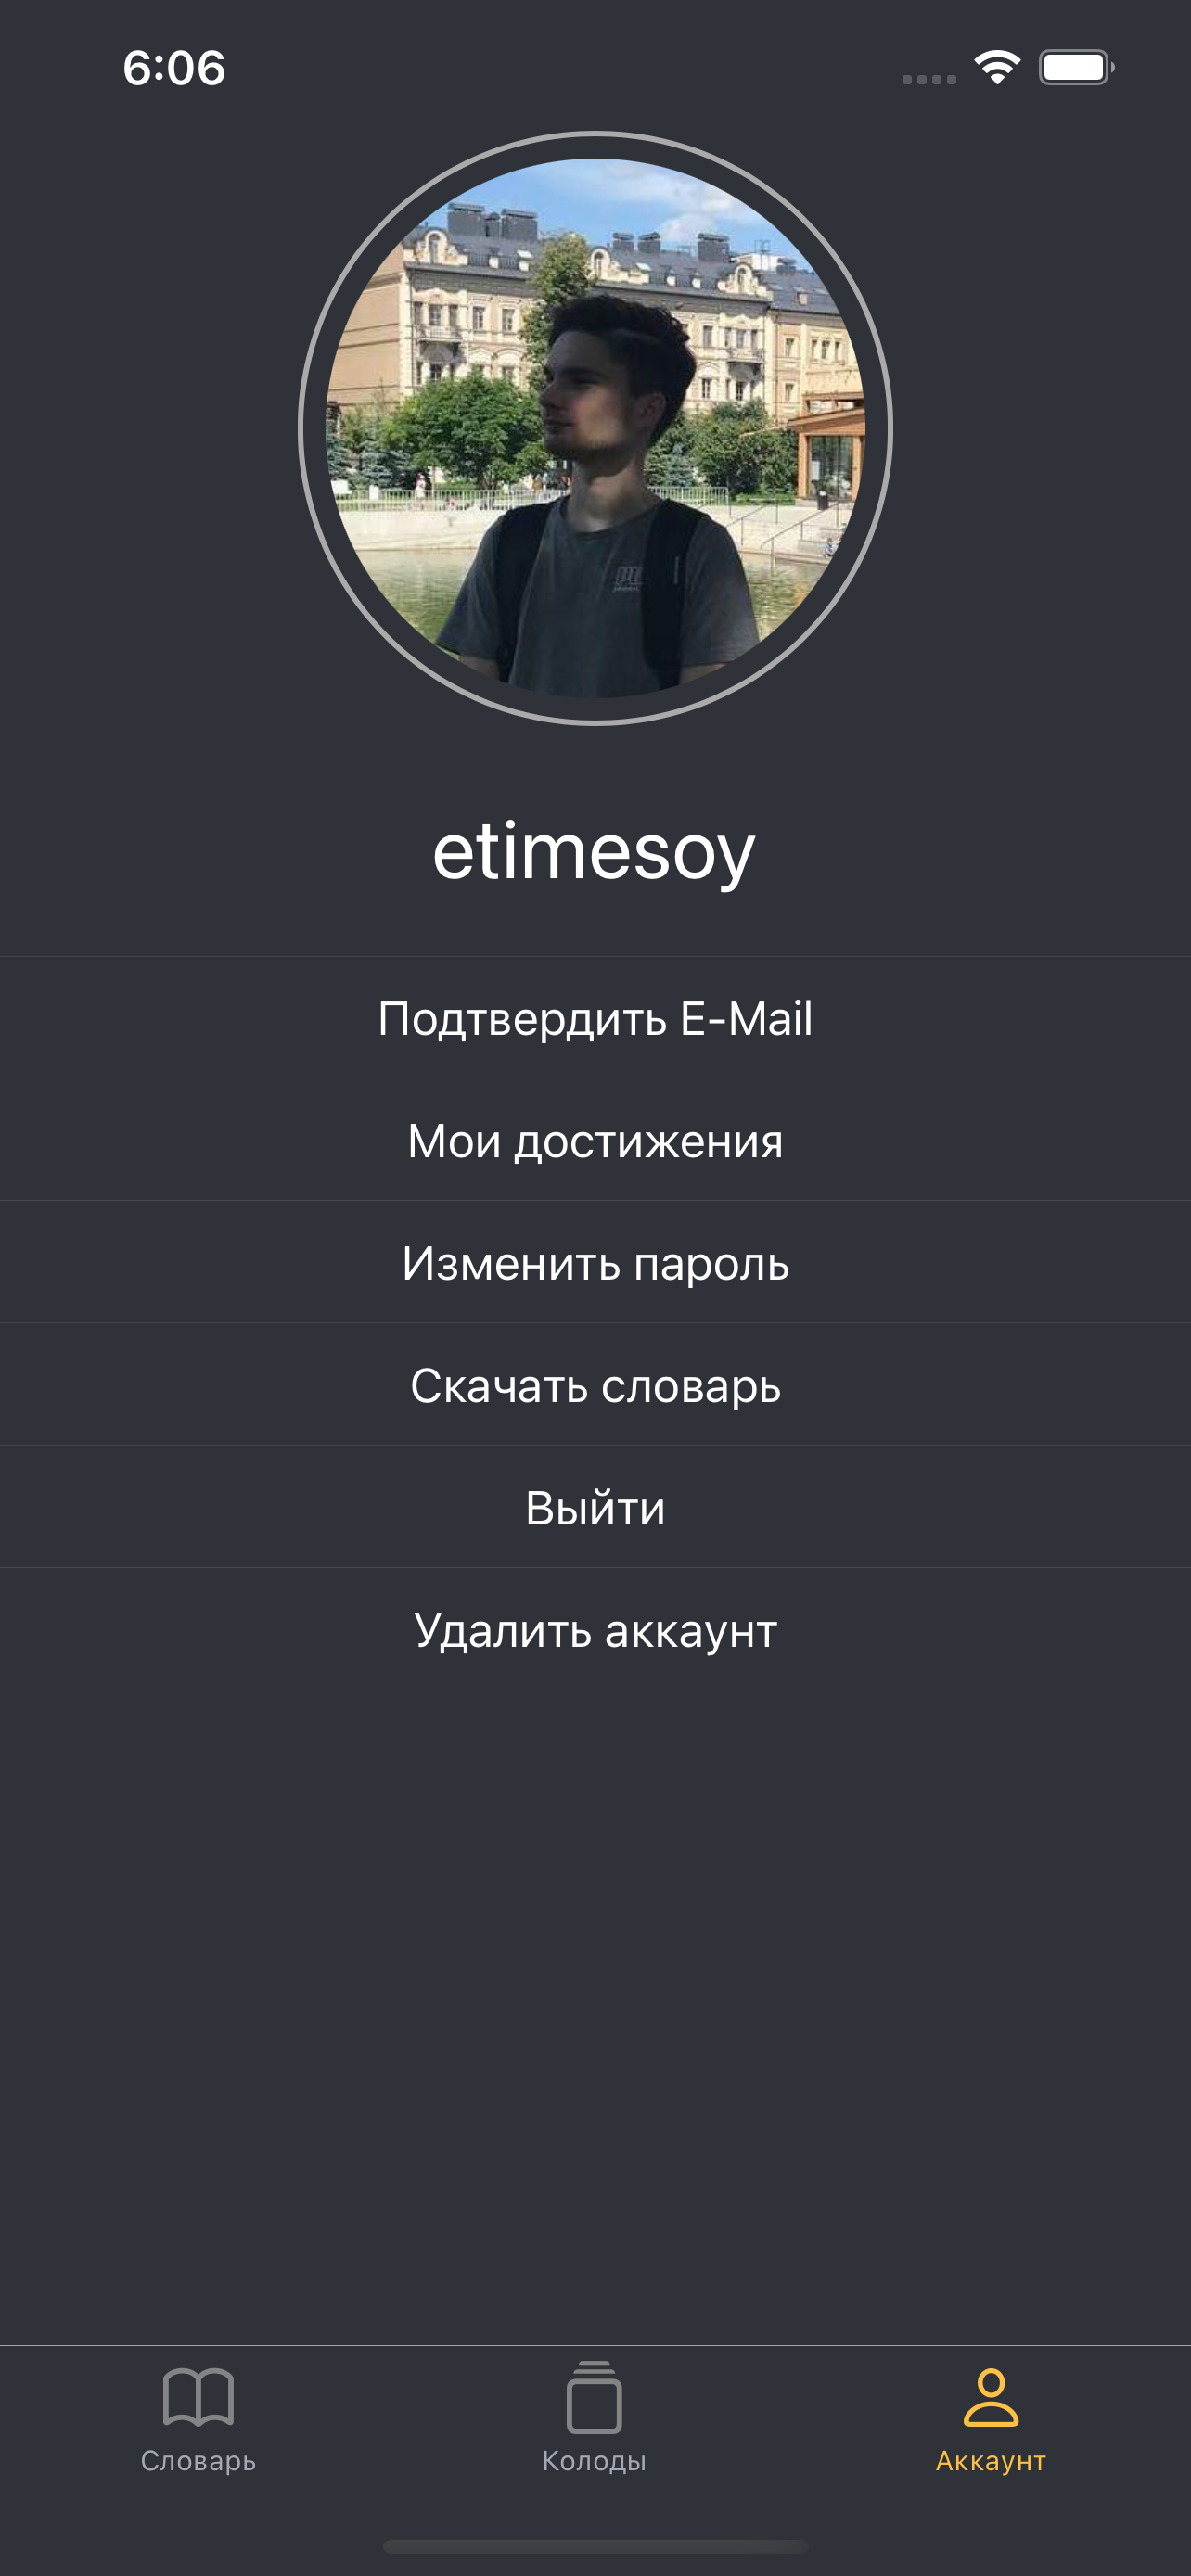 6:06
etimesoy
Подтвердить E-Mail
Мои достижения
Изменить пароль
Скачать словарь
Выйти
Удалить аккаунт
Словарь
Колоды
Аккаунт